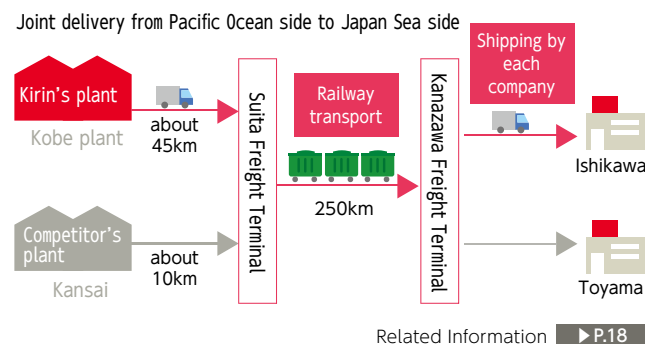 Joint delivery from Pacific Ocean side to Japan Sea side
Kirin's plant
Kobe plant
about
45km
Suita Freight Terminal
Railway
transport
250km
Kanazawa Freight Terminal
Shipping by
each
company
Ishikawa
Competitor's
plant
Kansai
about
10km
Toyama
Related Information ▶P.18